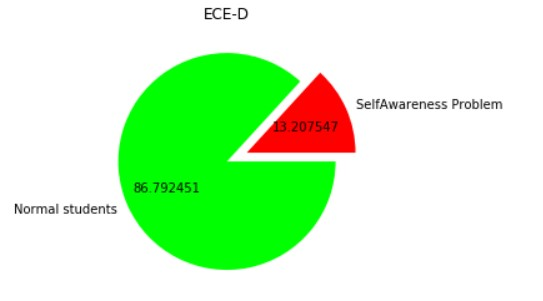 ECE-D
SelfAwareness Problem
13.207547
86.792451
Normal students